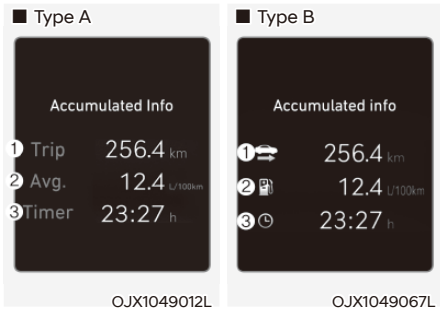 ■ Type A
Accumulated Info
① Trip 256.4 km
② Avg. 12.4 L/100km
③ Timer 23:27 h
OJX1049012L
■ Type B
Accumulated info
① 256.4 km
② 12.4 L/100km
③ 23:27 h
OJX1049067L